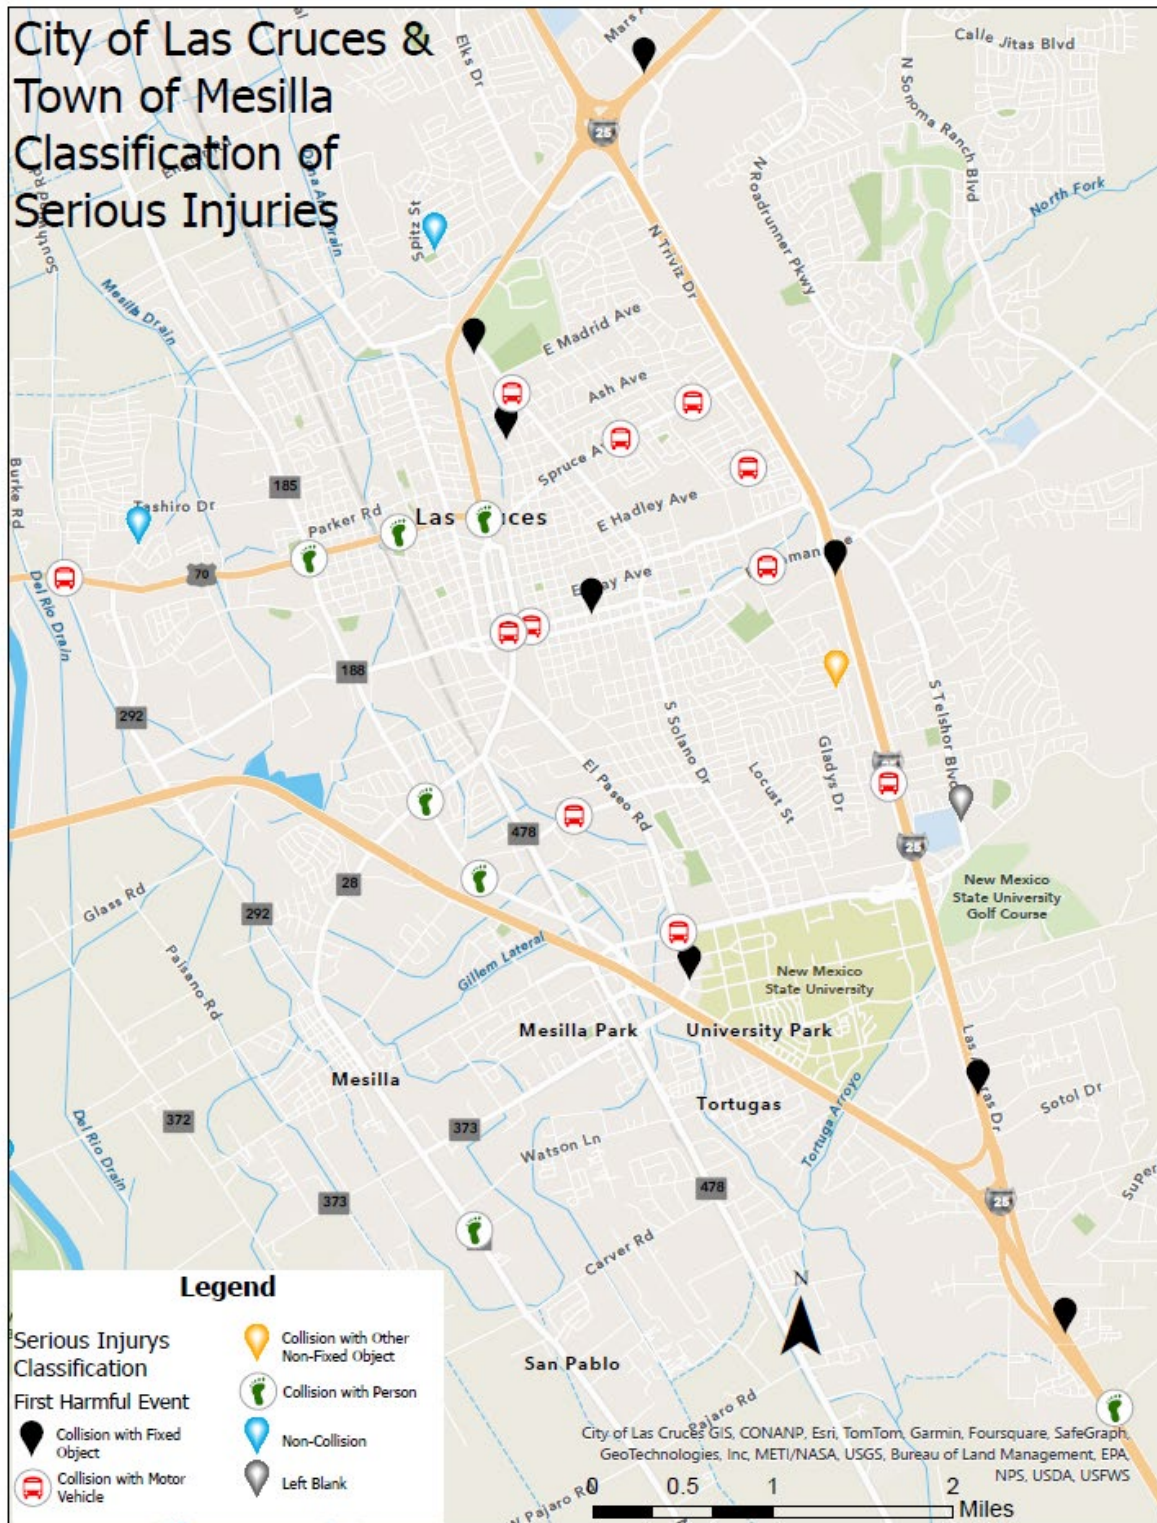 City of Las Cruces &
Town of Mesilla
Classification of
Serious Injuries
Elks Dr
Calle Jitas Blvd
N Sonoma Ranch Blvd
25
Spitz St
N Roadrunner Pkwy
North Fork
N Triviz Dr
Mesilla Drain
E Madrid Ave
Ash Ave
Burke Rd
185
Tashiro Dr
Parker Rd
Las Cruces
E Hadley Ave
70
Del Rio Drain
188
292
S Solano Dr
S Telshor Blvd
Gladys Dr
El Paseo Rd
Locust St
478
25
28
Glass Rd
292
New Mexico
State University
Golf Course
Gillem Lateral
Paisano Rd
New Mexico
State University
Mesilla Park
University Park
Mesilla
Tortugas
Sotol Dr
372
373
Del Rio Drain
Watson Ln
Tortuga Arroyo
373
478
25
Carver Rd
N
San Pablo
Pajaro Rd
Legend
Serious Injurys
Classification
First Harmful Event
Collision with Fixed
Object
Collision with Motor
Vehicle
Collision with Other
Non-Fixed Object
Collision with Person
Non-Collision
Left Blank
City of Las Cruces GIS, CONANP, Esri, TomTom, Garmin, Foursquare, SafeGraph,
GeoTechnologies, Inc, METI/NASA, USGS, Bureau of Land Management, EPA,
NPS, USDA, USFWS
0 0.5 1 2
Miles